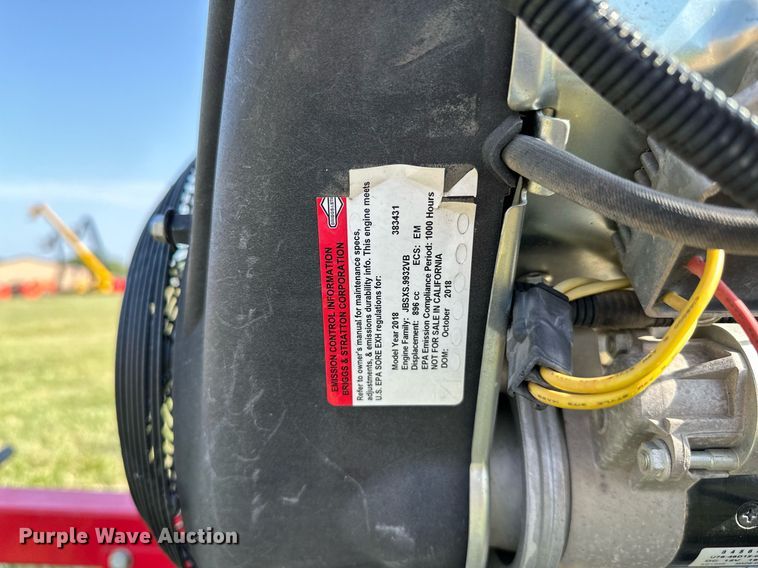 EMISSION CONTROL INFORMATION
BRIGGS & STRATTON CORPORATION
Refer to owner's manual for maintenance specs,
adjustments, & emissions durability info. This engine meets
U.S. EPA SORE EXH regulations for:
Model Year 2018 383431
Engine Family: JBSXS.9932VB
Displacement: 896 cc ECS: EM
EPA Emission Compliance Period: 1000 Hours
NOT FOR SALE IN CALIFORNIA
DOM: October 2018
Purple Wave Auction